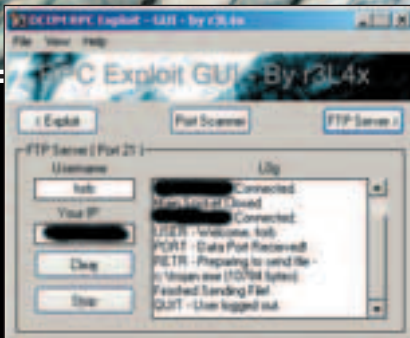 DCOM RPC Exploit - GUI - by r3L4x
File View Help
RPC Exploit GUI - By r3L4x
< Exploit
Port Scanner
FTP Server >
FTP Server [ Port 21 ]
Username
Log
Your IP
Connected.
Main Socket Closed
Connected.
USER - Welcome,
PORT - Data Port Recieved!
RETR - Preparing to send file -
(10784 bytes)
Finished Sending File!
QUIT - User logged out.
Clear
Stop